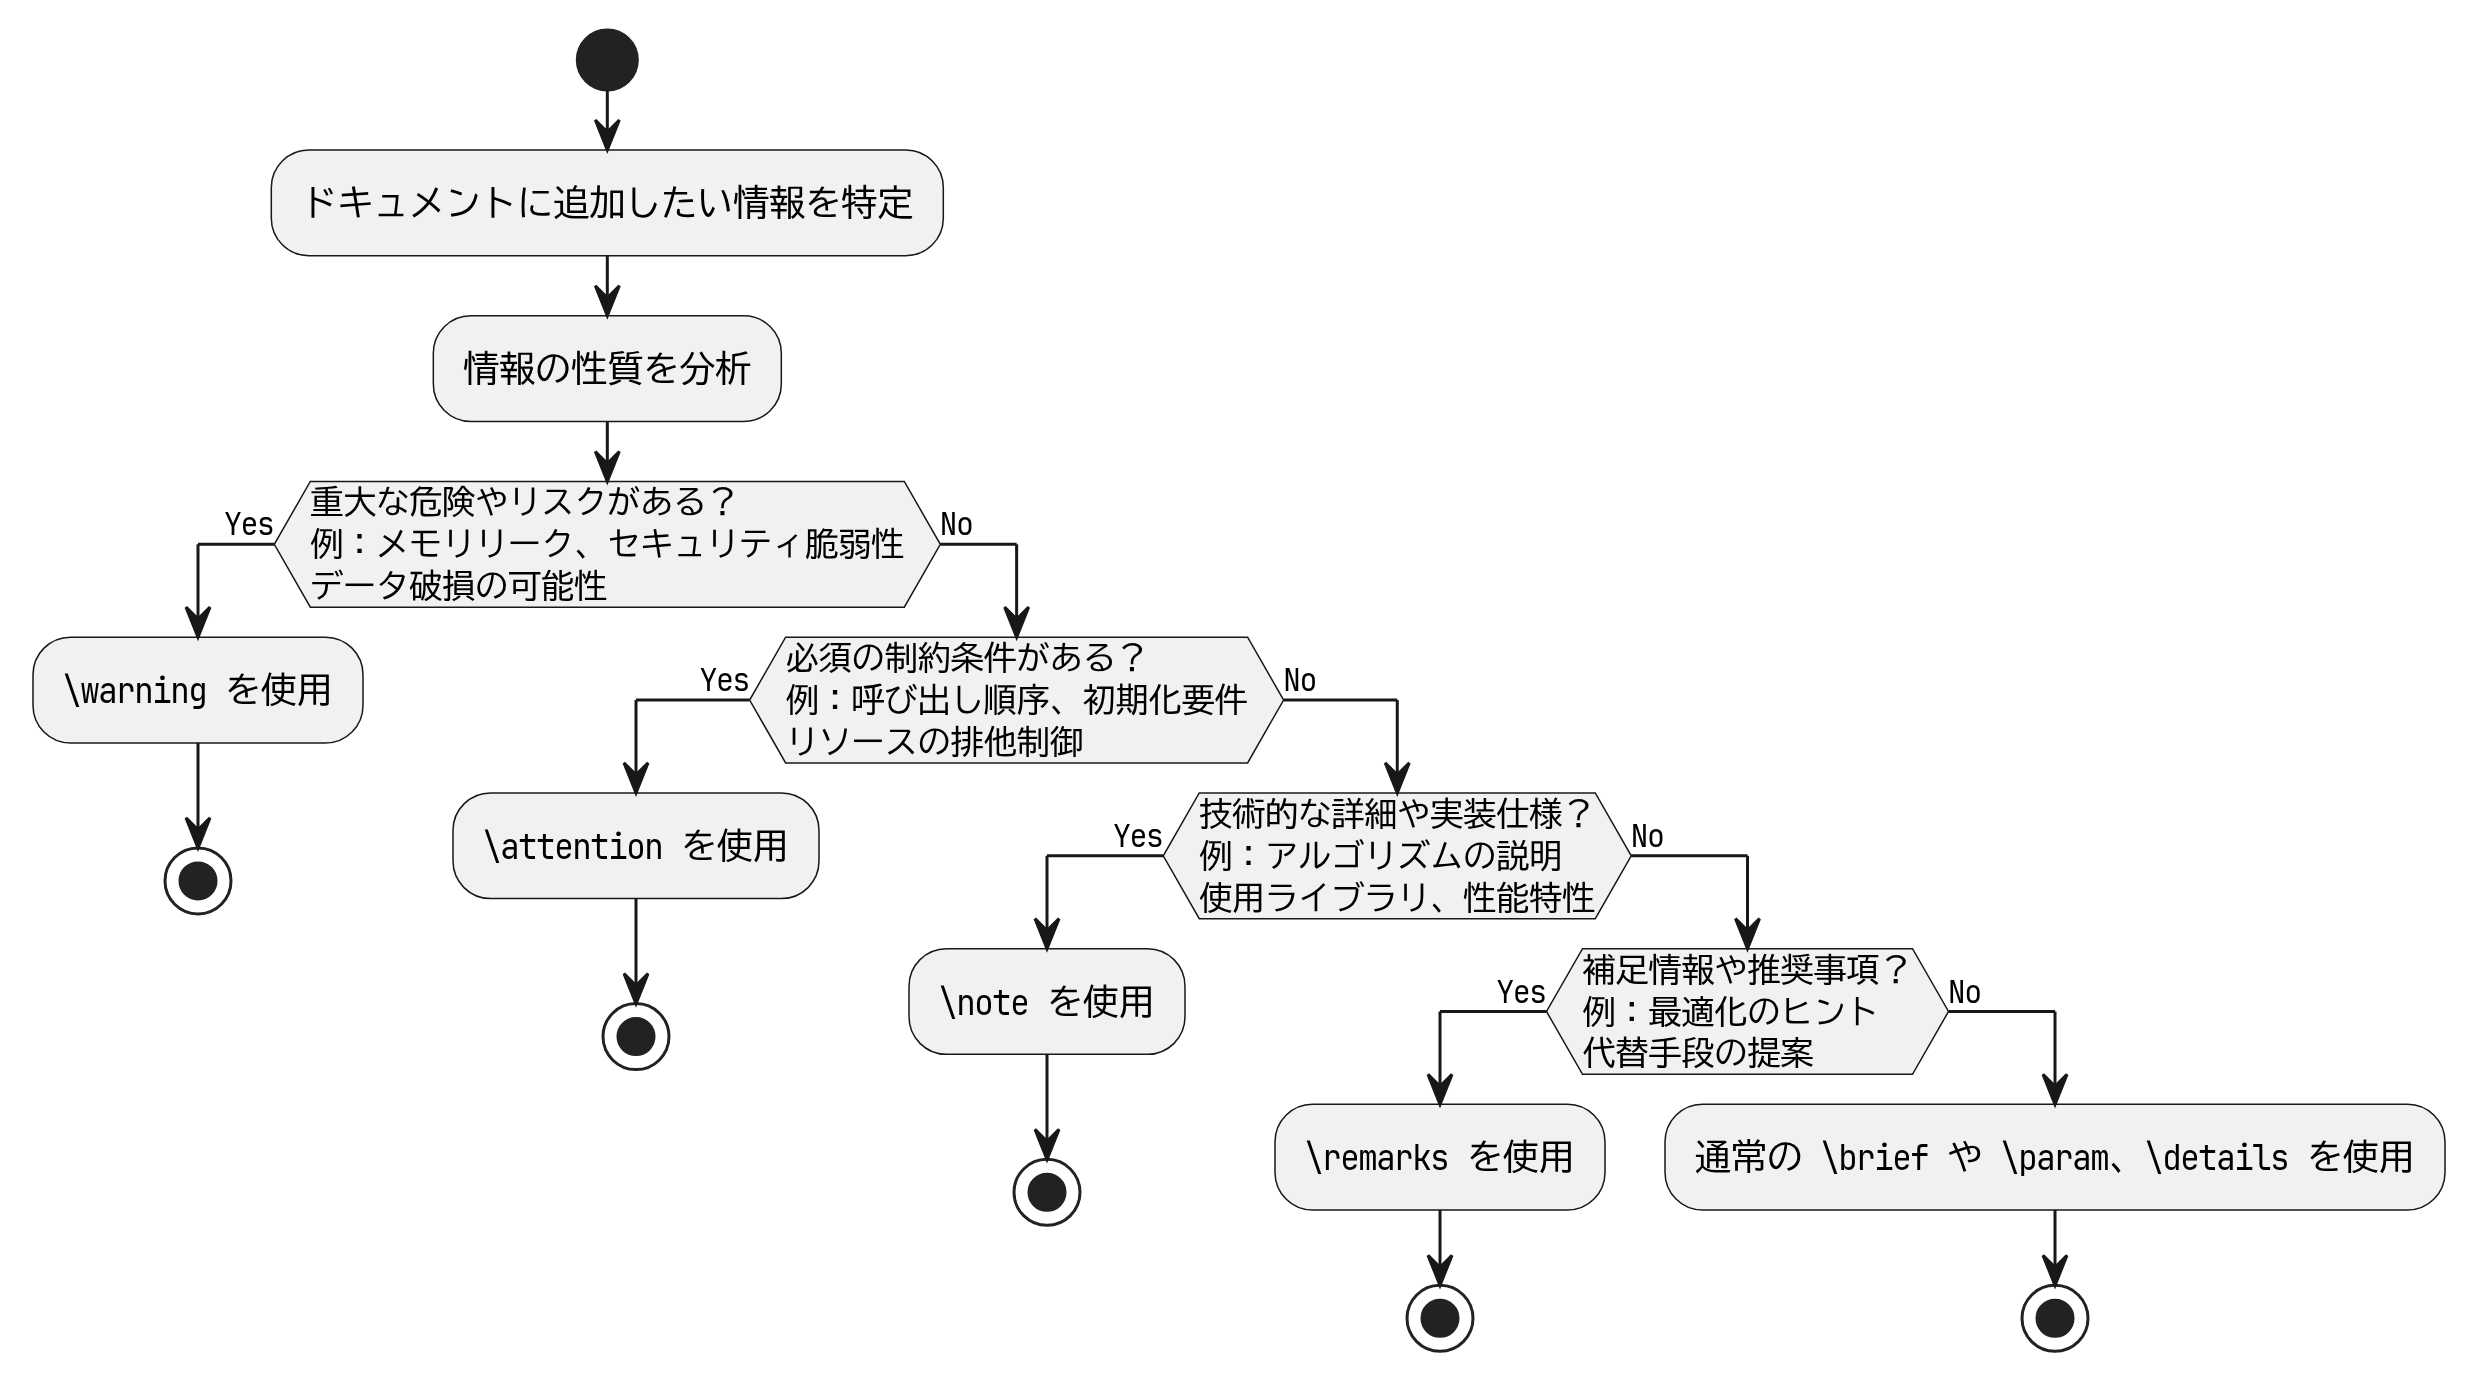 ドキュメントに追加したい情報を特定
情報の性質を分析
重大な危険やリスクがある？
例：メモリリーク、セキュリティ脆弱性
データ破損の可能性
Yes
No
\warning を使用
必須の制約条件がある？
例：呼び出し順序、初期化要件
リソースの排他制御
Yes
No
\attention を使用
技術的な詳細や実装仕様？
例：アルゴリズムの説明
使用ライブラリ、性能特性
Yes
No
\note を使用
補足情報や推奨事項？
例：最適化のヒント
代替手段の提案
Yes
No
\remarks を使用
通常の \brief や \param、\details を使用